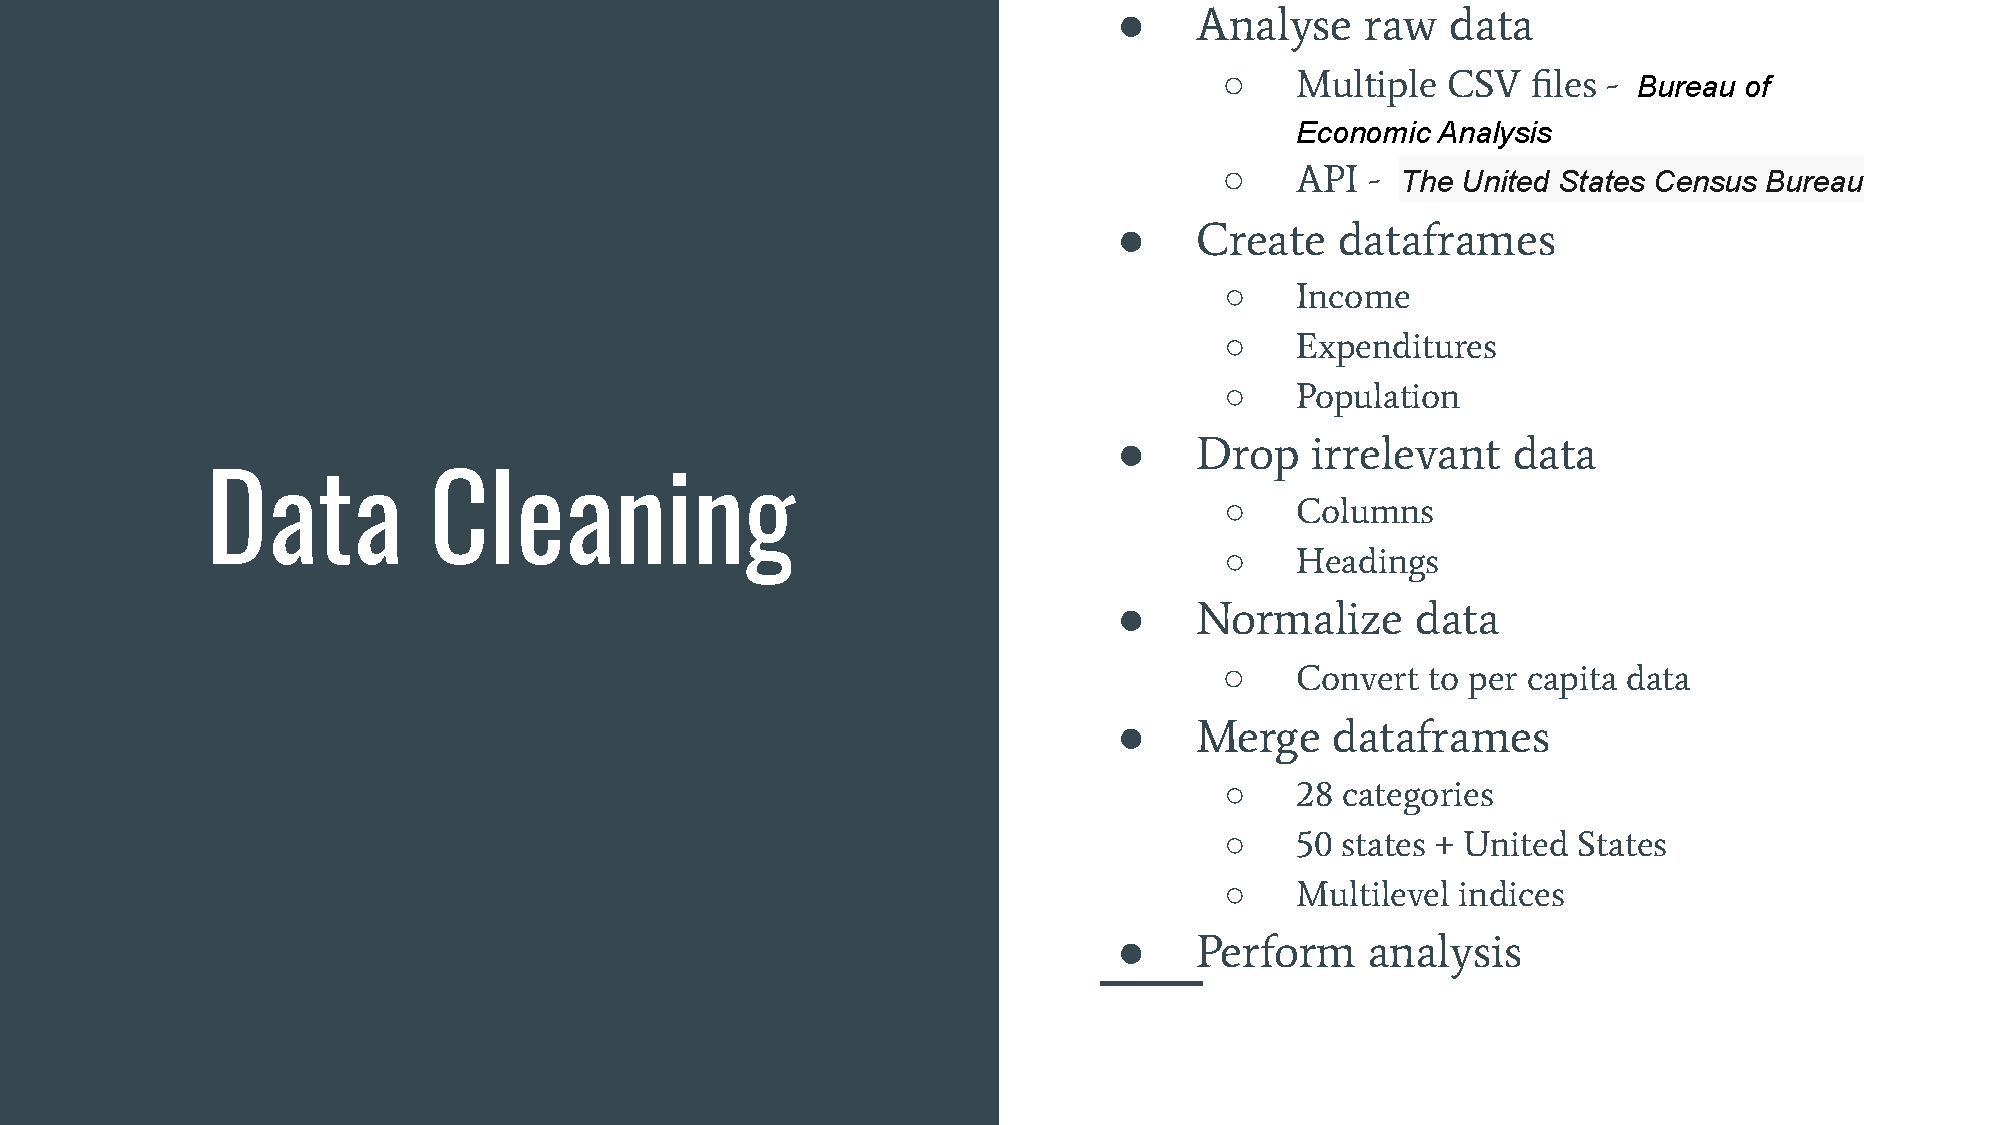 Data Cleaning
● Analyse raw data
○ Multiple CSV files - Bureau of
Economic Analysis
○ API - The United States Census Bureau
● Create dataframes
○ Income
○ Expenditures
○ Population
● Drop irrelevant data
○ Columns
○ Headings
● Normalize data
○ Convert to per capita data
● Merge dataframes
○ 28 categories
○ 50 states + United States
○ Multilevel indices
● Perform analysis